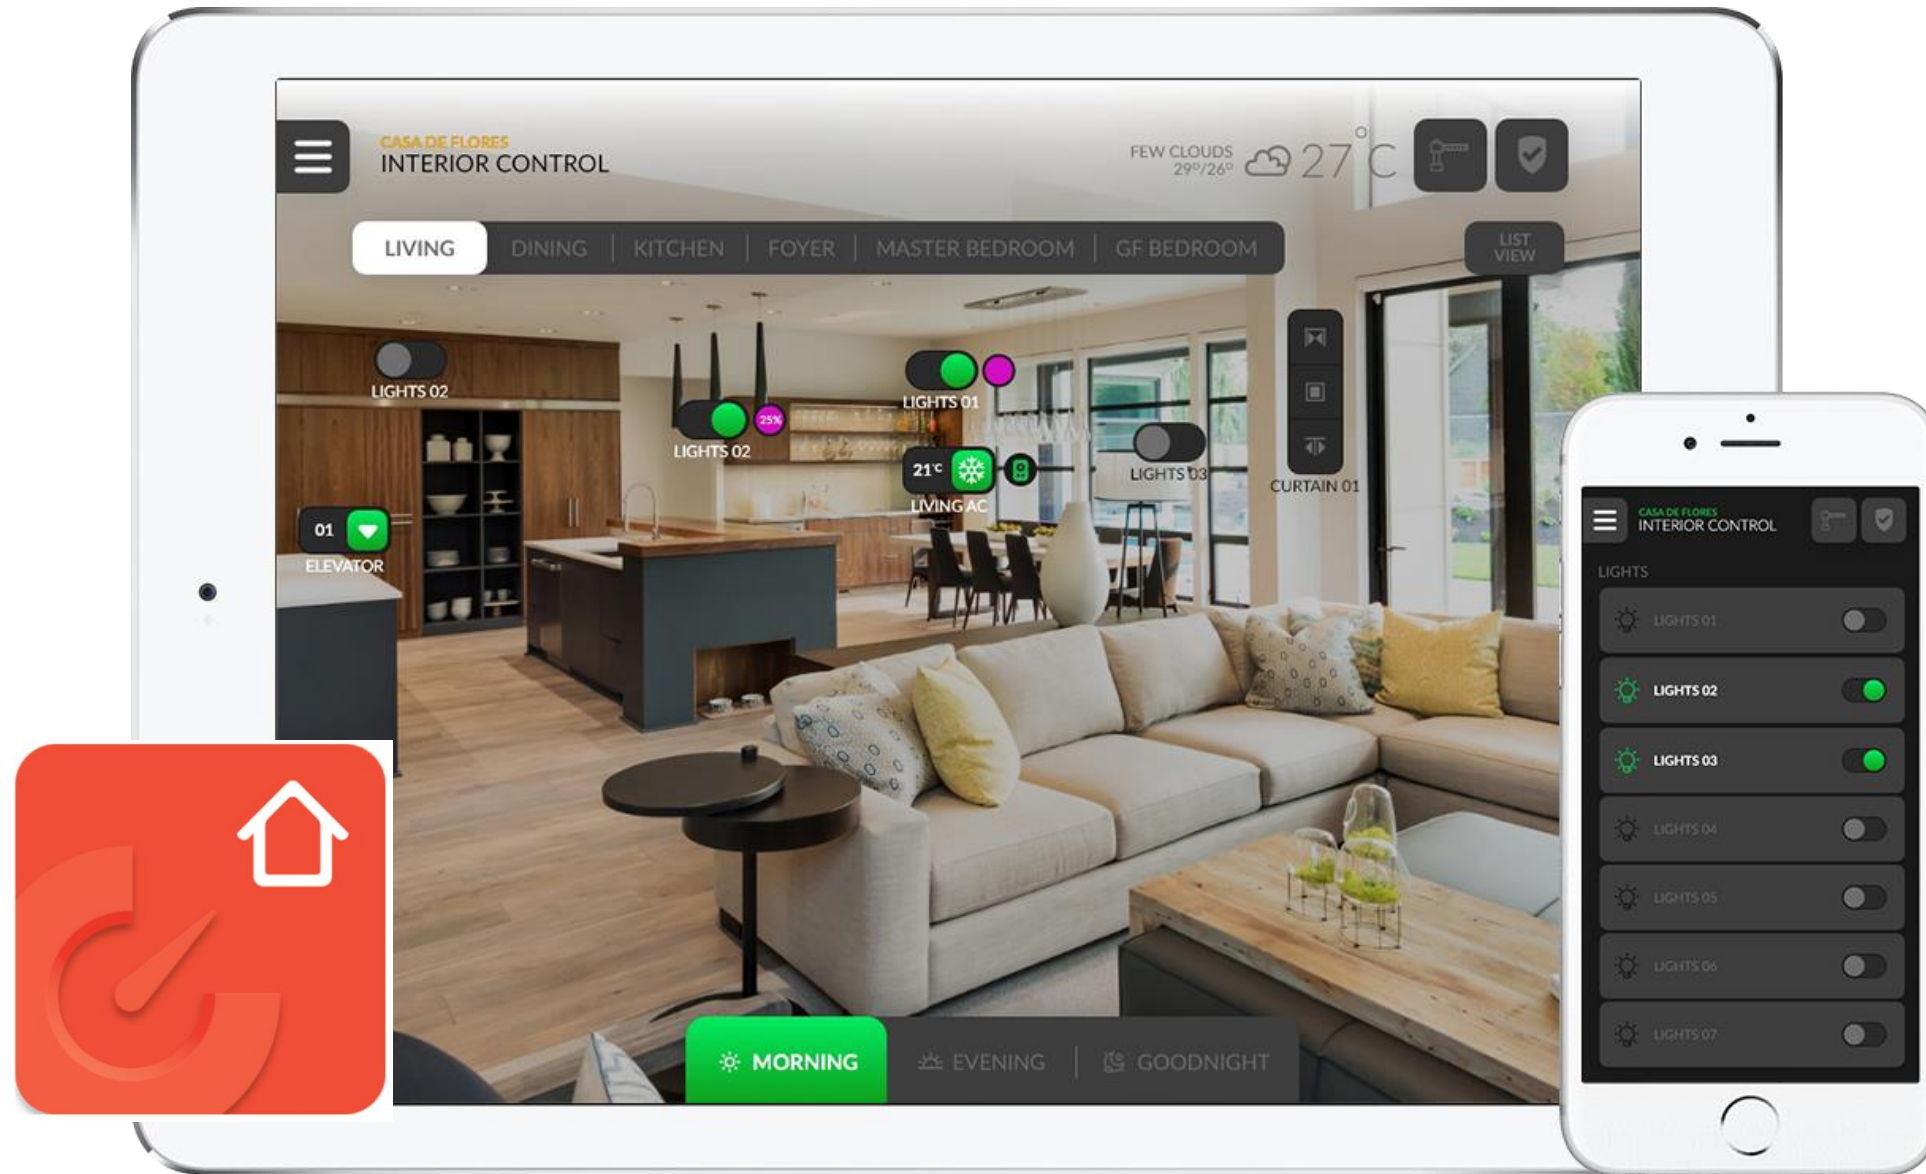 CASA DE FLORES
INTERIOR CONTROL
FEW CLOUDS
29°/26°
27°C
LIVING
DINING
KITCHEN
FOYER
MASTER BEDROOM
GF BEDROOM
LIST
VIEW
LIGHTS 02
25%
LIGHTS 02
LIGHTS 01
21°C
LIVING AC
LIGHTS 03
CURTAIN 01
01
ELEVATOR
MORNING
EVENING
GOODNIGHT
CASA DE FLORES
INTERIOR CONTROL
LIGHTS
LIGHTS 01
LIGHTS 02
LIGHTS 03
LIGHTS 04
LIGHTS 05
LIGHTS 06
LIGHTS 07